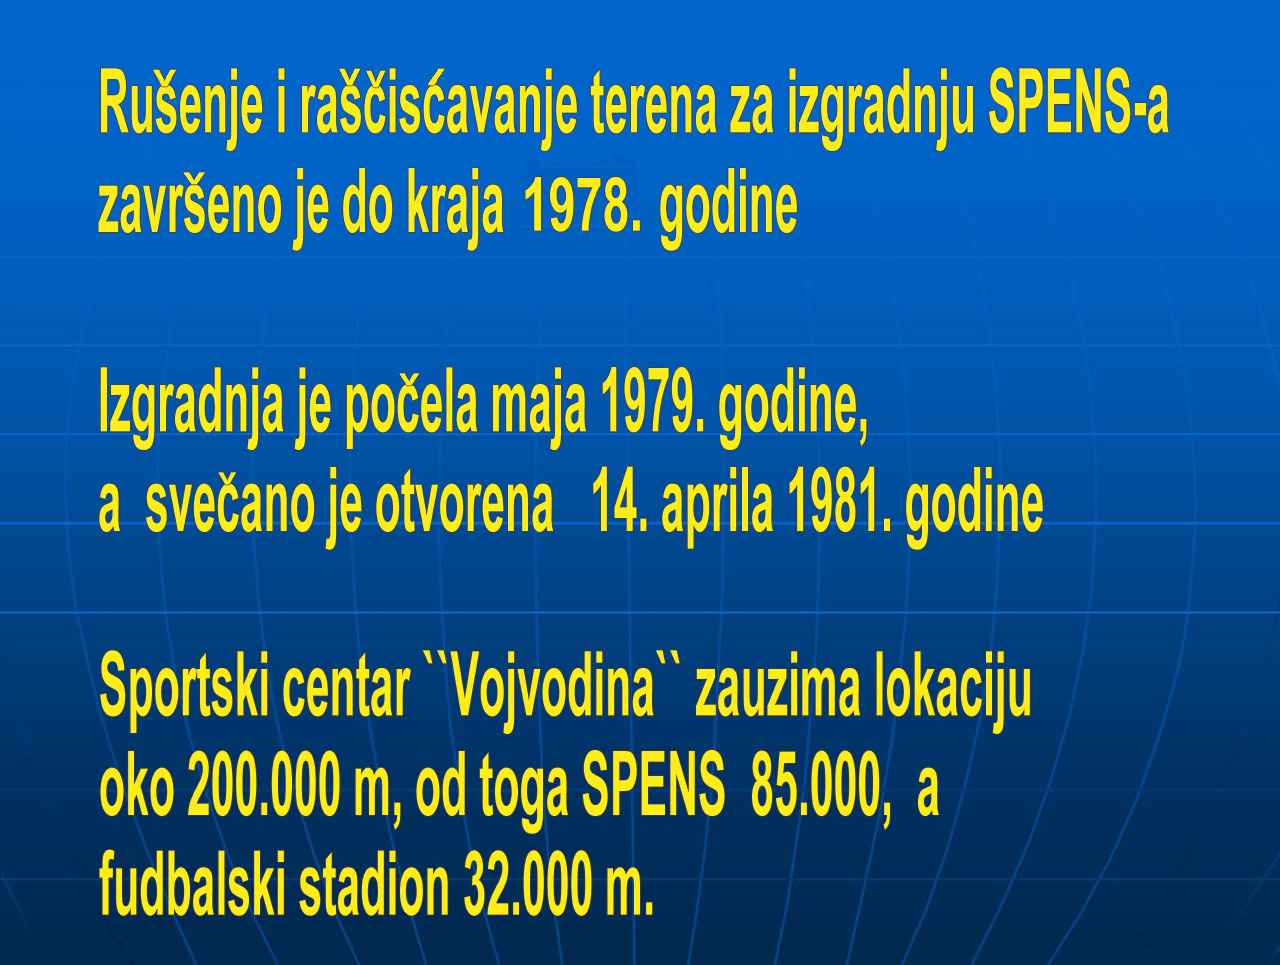 Rušenje i raščisćavanje terena za izgradnju SPENS-a
završeno je do kraja 1978. godine
Izgradnja je počela maja 1979. godine,
a svečano je otvorena 14. aprila 1981. godine
Sportski centar ``Vojvodina`` zauzima lokaciju
oko 200.000 m, od toga SPENS 85.000, a
fudbalski stadion 32.000 m.